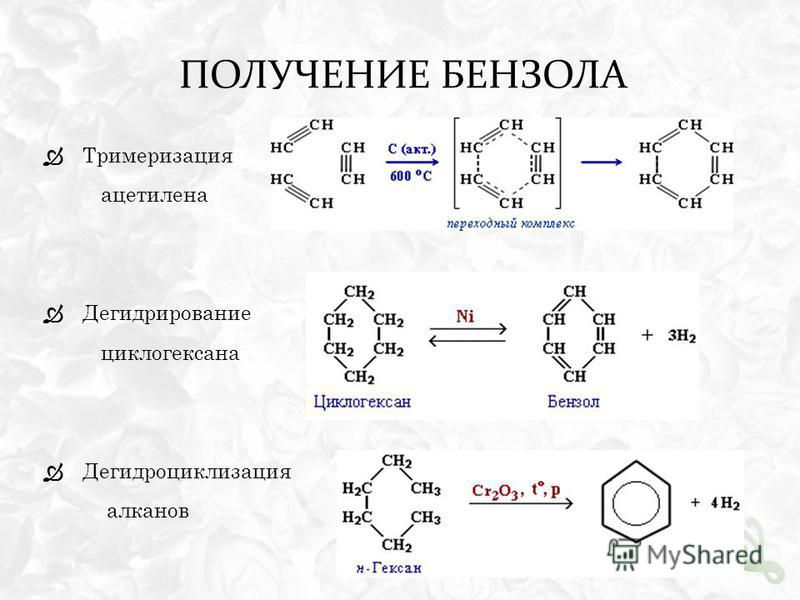 ПОЛУЧЕНИЕ БЕНЗОЛА
Тримеризация
ацетилена
CH
HC CH
HC CH
CH
C (акт.)
600 °C
CH
HC CH
HC CH
CH
переходный комплекс
CH
HC CH
HC CH
CH
Дегидрирование
циклогексана
CH₂
CH₂ CH₂
CH₂ CH₂
CH₂
Циклогексан
Ni
CH
CH CH
CH CH
CH
Бензол
+ 3H₂
Дегидроциклизация
алканов
CH₂
H₂C CH₃
H₂C CH₃
CH₂
н-Гексан
Cr₂O₃, t°, p
+ 4H₂
MyShared